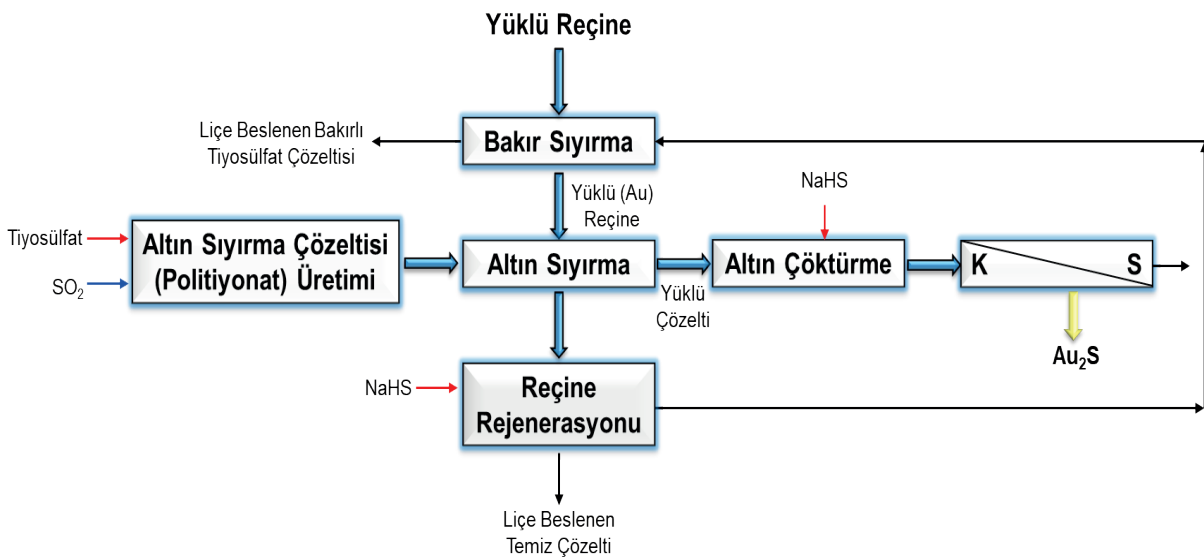 Yüklü Reçine
Liçe Beslenen Bakırlı
Tiyosülfat Çözeltisi
Bakır Sıyırma
Yüklü (Au)
Reçine
NaHS
Tiyosülfat
SO₂
Altın Sıyırma Çözeltisi
(Politiyonat) Üretimi
Altın Sıyırma
Yüklü
Çözelti
Altın Çöktürme
K
S
Au₂S
NaHS
Reçine
Rejenerasyonu
Liçe Beslenen
Temiz Çözelti